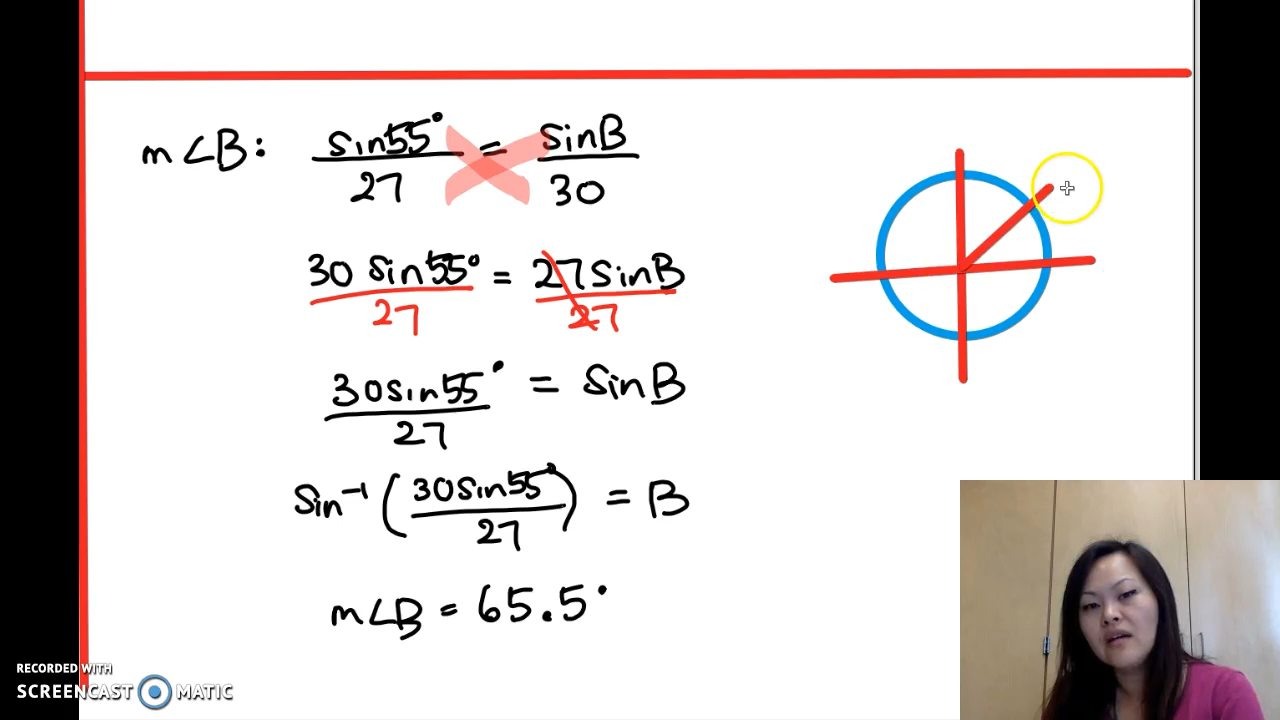 m∠B: sin55°/27 = sinB/30
30 sin55°/27 = 27sinB/27
30sin55°/27 = sinB
sin⁻¹(30sin55°/27) = B
m∠B = 65.5°
RECORDED WITH
SCREENCAST MATIC